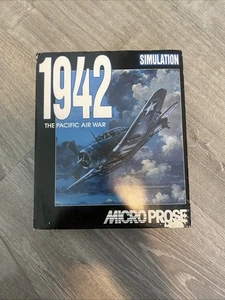 SIMULATION
1942
THE PACIFIC AIR WAR
MICROPROSE